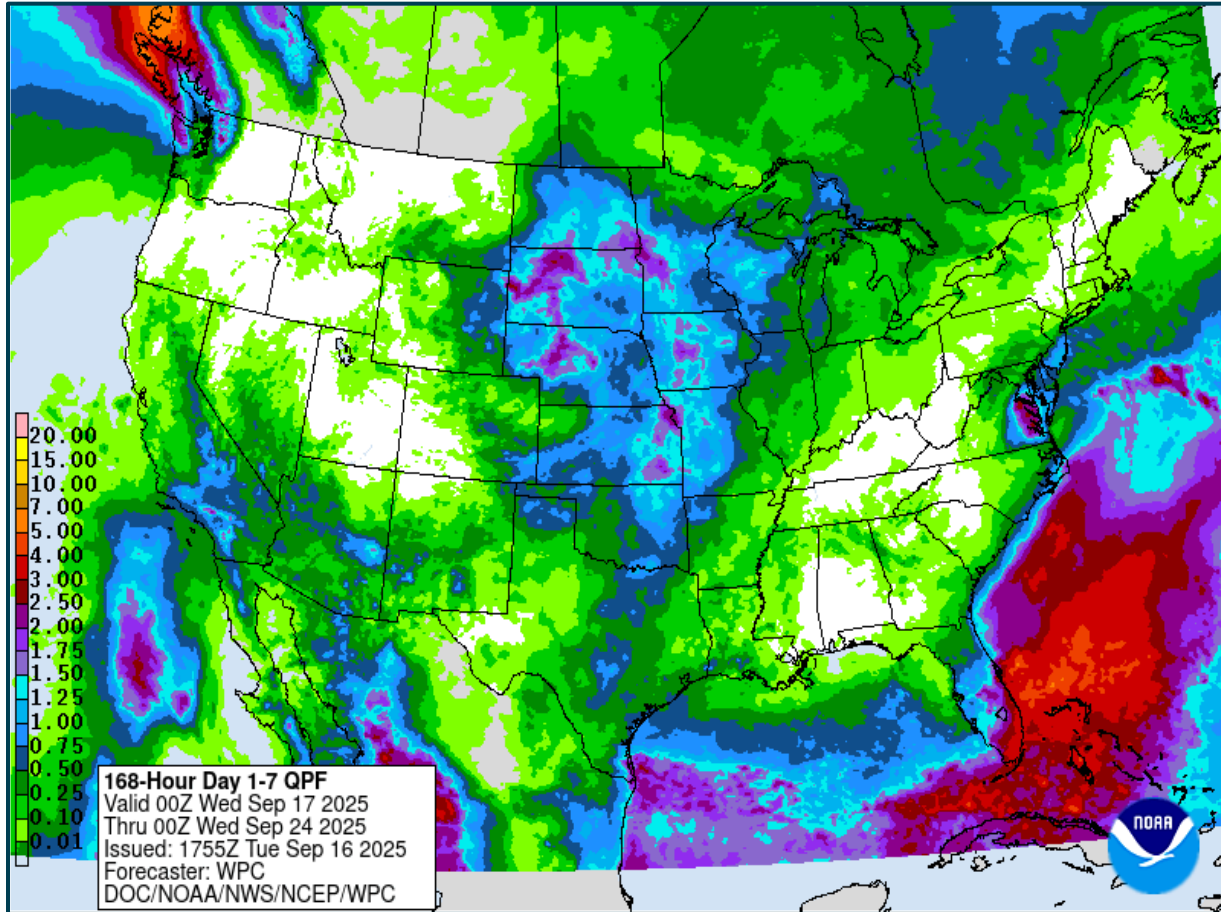 20.00
15.00
10.00
7.00
5.00
4.00
3.00
2.50
2.00
1.75
1.50
1.25
1.00
0.75
0.50
0.25
0.10
0.01
168-Hour Day 1-7 QPF
Valid 00Z Wed Sep 17 2025
Thru 00Z Wed Sep 24 2025
Issued: 1755Z Tue Sep 16 2025
Forecaster: WPC
DOC/NOAA/NWS/NCEP/WPC
NOAA